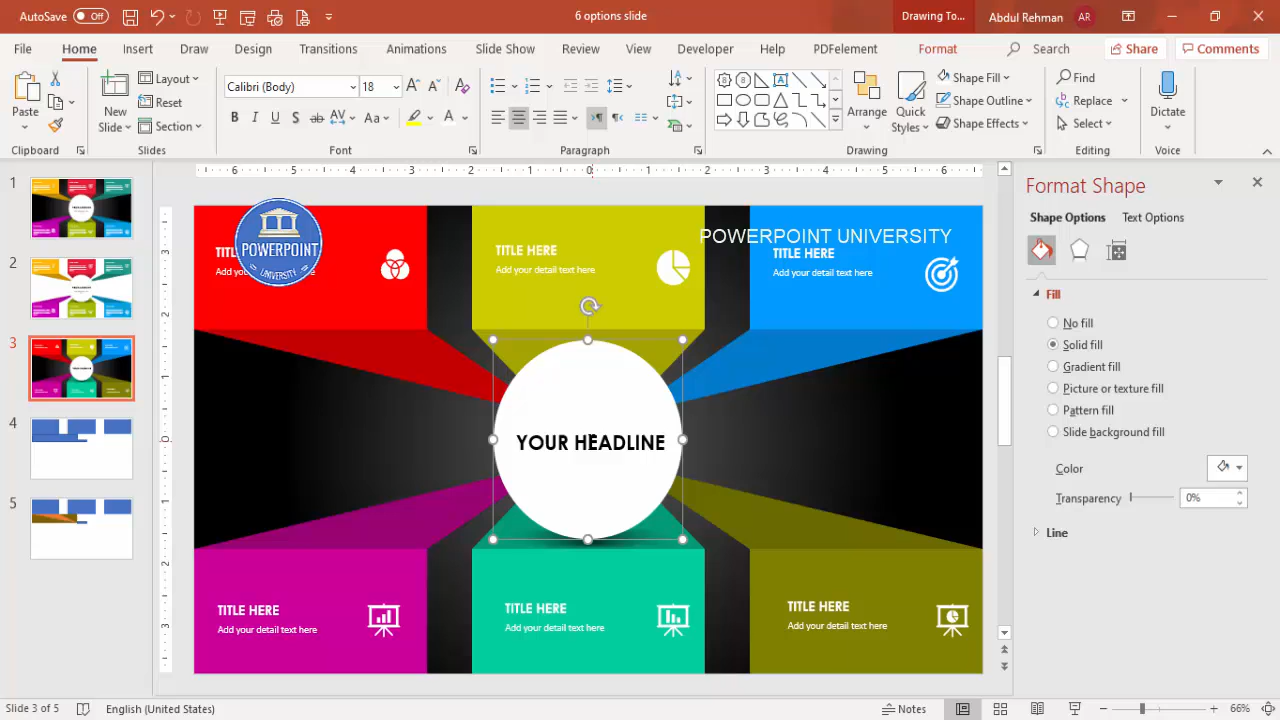 AutoSave Off
6 options slide
Drawing To...
Abdul Rehman AR
File Home Insert Draw Design Transitions Animations Slide Show Review View Developer Help PDFelement Format Search Share Comments
Paste
New Slide
Layout
Reset
Section
Calibri (Body) 18
Arrange
Quick Styles
Shape Fill
Shape Outline
Shape Effects
Find
Replace
Select
Dictate
Clipboard Slides Font Paragraph Drawing Editing Voice
1
2
3
4
5
POWERPOINT
UNIVERSITY
POWERPOINT UNIVERSITY
TITLE HERE
Add your detail text here
TITLE HERE
Add your detail text here
YOUR HEADLINE
TITLE HERE
Add your detail text here
TITLE HERE
Add your detail text here
TITLE HERE
Add your detail text here
Format Shape
Shape Options Text Options
Fill
No fill
Solid fill
Gradient fill
Picture or texture fill
Pattern fill
Slide background fill
Color
Transparency 0%
Line
Slide 3 of 5 English (United States) Notes 66%